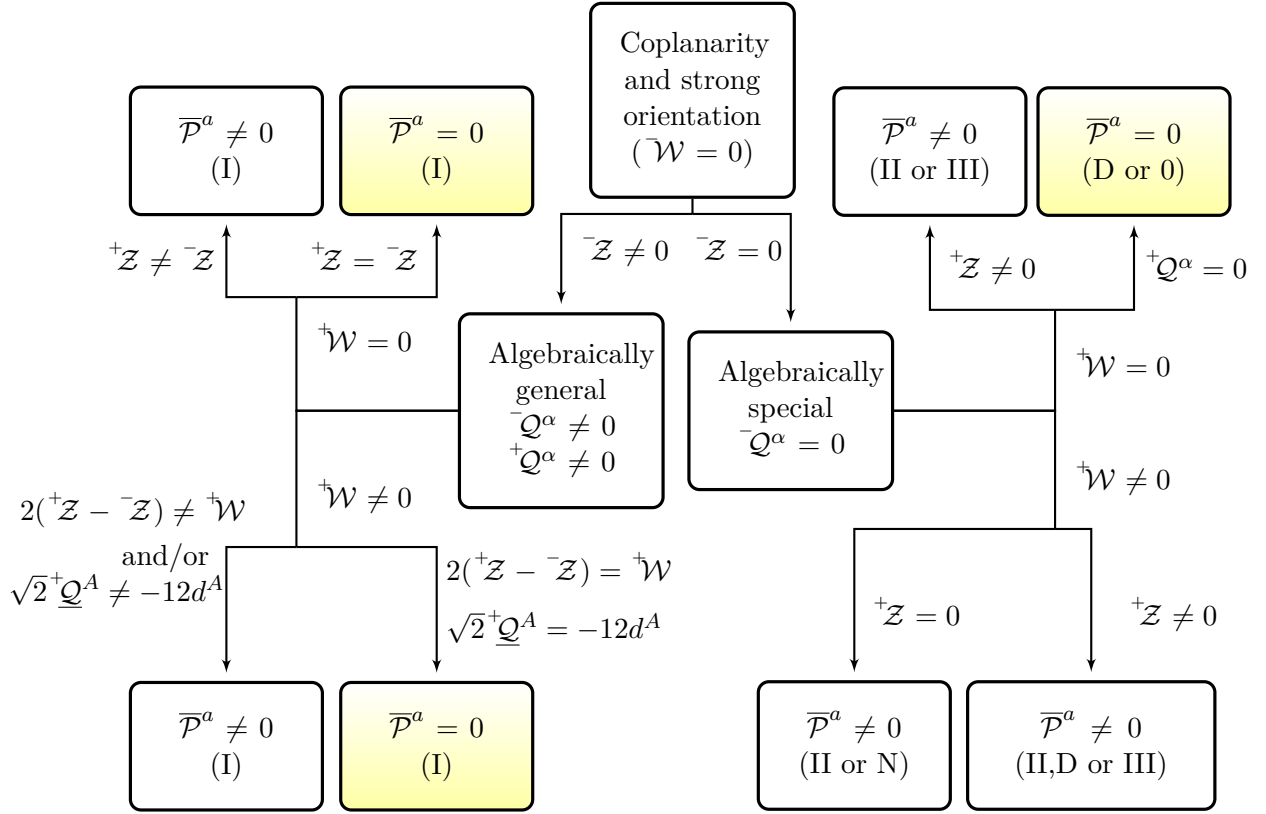 Coplanarity
and strong
orientation
( ⁻𝒲 = 0)
𝒫̅ᵃ ≠ 0
(I)
𝒫̅ᵃ = 0
(I)
𝒫̅ᵃ ≠ 0
(II or III)
𝒫̅ᵃ = 0
(D or 0)
⁺𝒵 ≠ ⁻𝒵
⁺𝒵 = ⁻𝒵
⁻𝒵 ≠ 0
⁻𝒵 = 0
⁺𝒵 ≠ 0
⁺𝒬^α = 0
⁺𝒲 = 0
Algebraically
general
⁻𝒬^α ≠ 0
⁺𝒬^α ≠ 0
Algebraically
special
⁻𝒬^α = 0
⁺𝒲 = 0
⁺𝒲 ≠ 0
⁺𝒲 ≠ 0
2(⁺𝒵 − ⁻𝒵) ≠ ⁺𝒲
and/or
√2 ⁺𝒬̲^A ≠ −12d^A
2(⁺𝒵 − ⁻𝒵) = ⁺𝒲
√2 ⁺𝒬̲^A = −12d^A
⁺𝒵 = 0
⁺𝒵 ≠ 0
𝒫̅ᵃ ≠ 0
(I)
𝒫̅ᵃ = 0
(I)
𝒫̅ᵃ ≠ 0
(II or N)
𝒫̅ᵃ ≠ 0
(II,D or III)